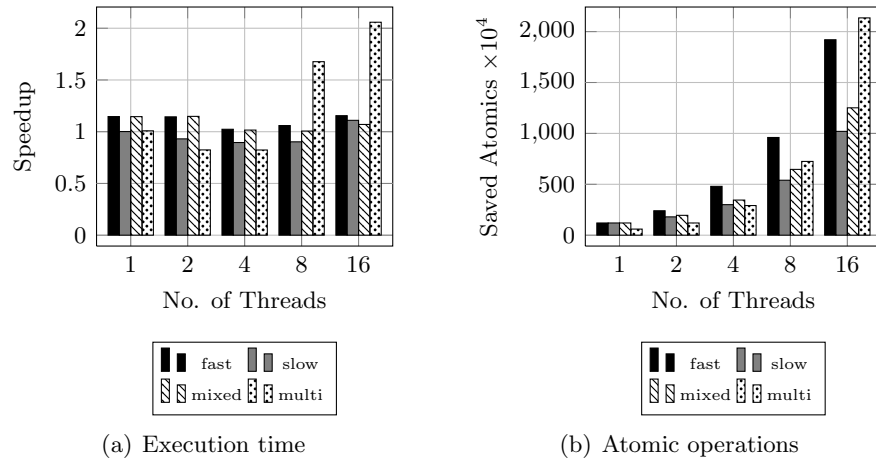 2
1.5
1
0.5
0
Speedup
1 2 4 8 16
No. of Threads
fast slow
mixed multi
(a) Execution time
2,000
1,500
1,000
500
0
Saved Atomics ×10⁴
1 2 4 8 16
No. of Threads
fast slow
mixed multi
(b) Atomic operations